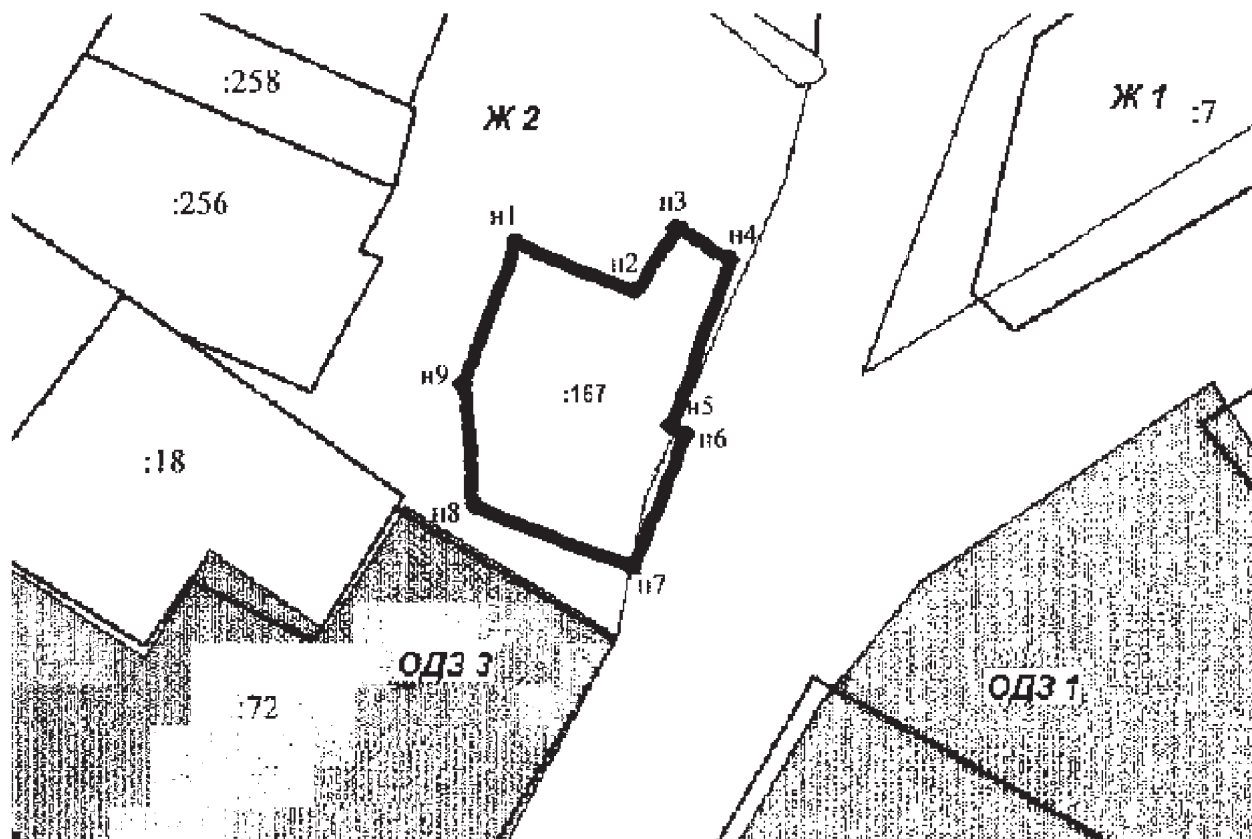 :258
Ж 2
Ж 1
:7
:256
н1
н3
н4
н2
н9
:167
н5
н6
:18
н8
н7
ОДЗ 3
ОДЗ 1
:72